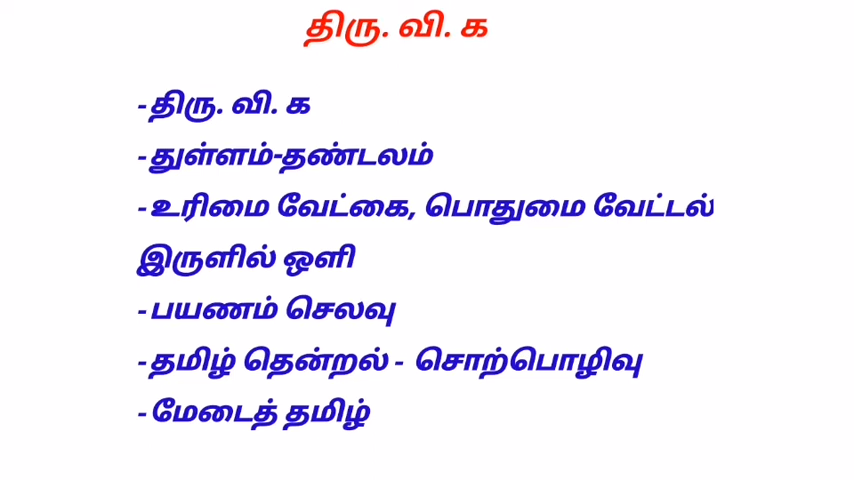 திரு. வி. க
-திரு. வி. க
-துள்ளம்-தண்டலம்
-உரிமை வேட்கை, பொதுமை வேட்டல்
இருளில் ஒளி
-பயணம் செலவு
-தமிழ் தென்றல் - சொற்பொழிவு
-மேடைத் தமிழ்